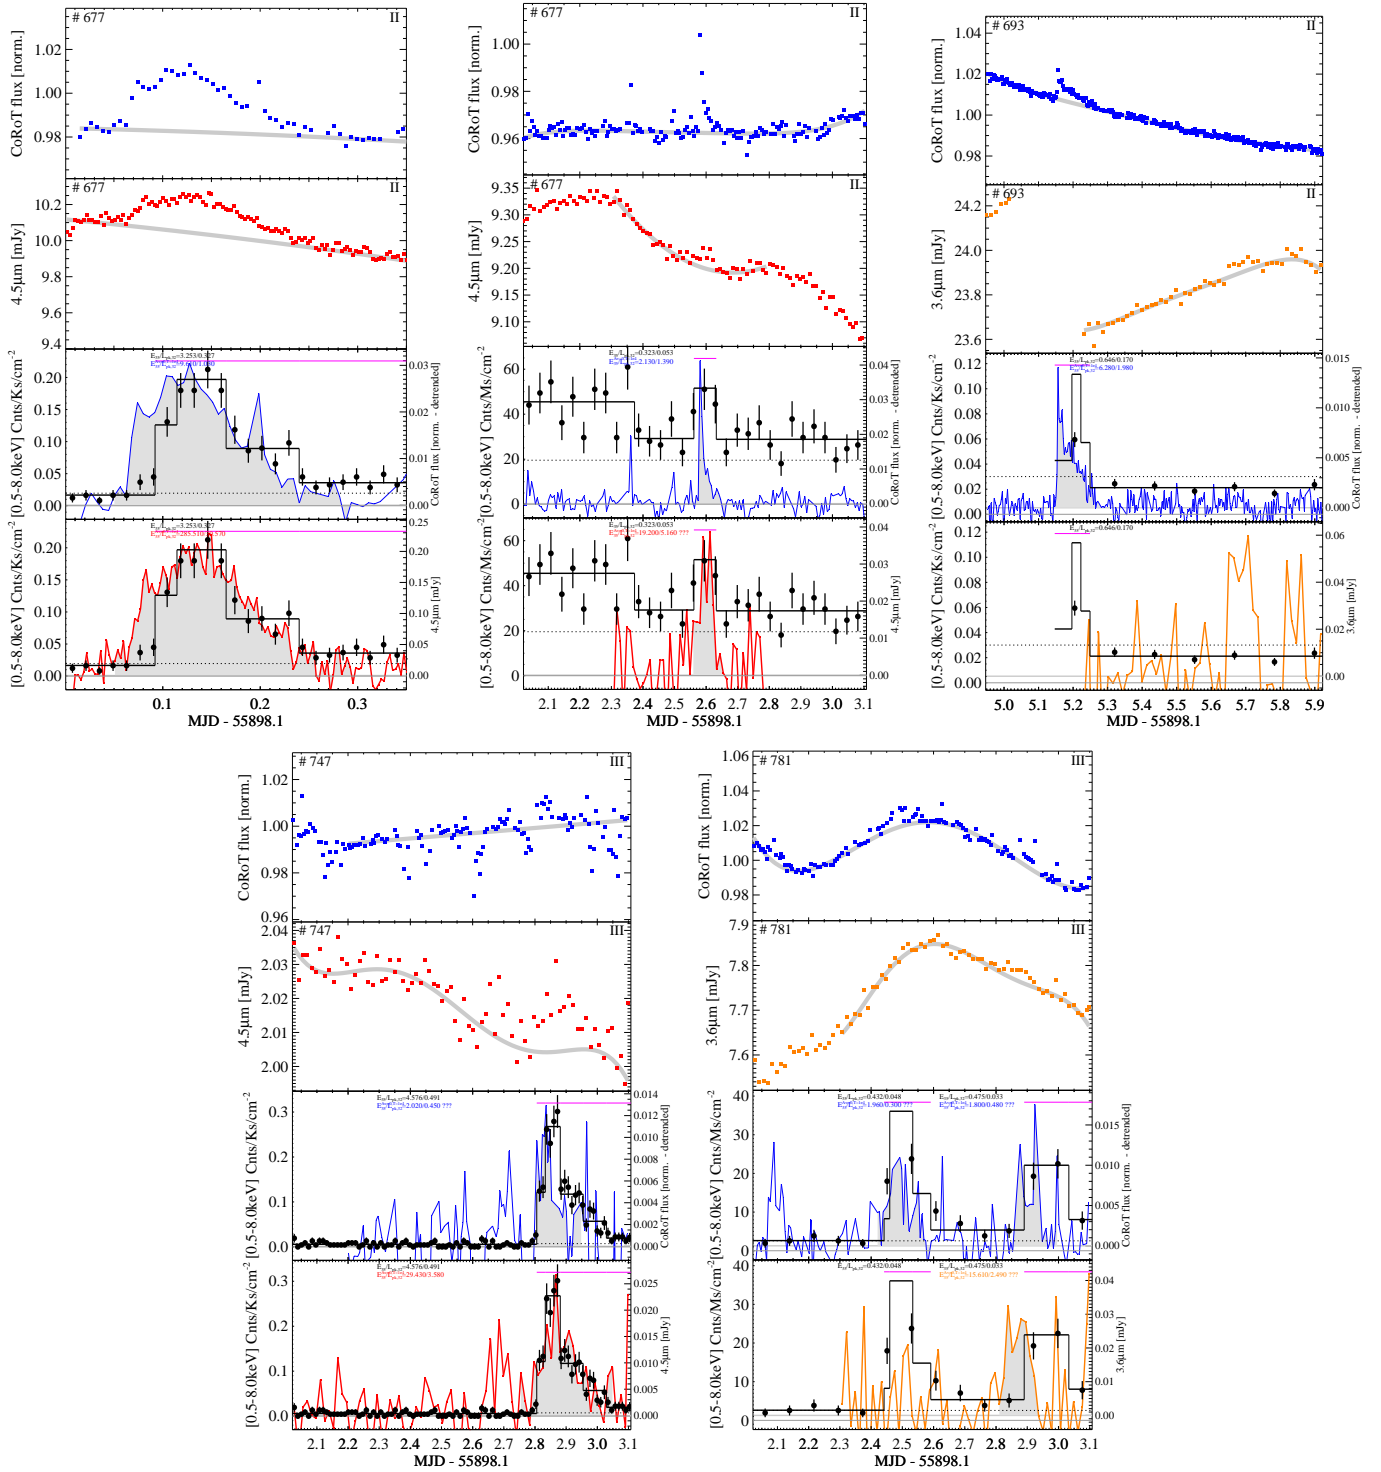 # 677 II
CoRoT flux [norm.]
1.02
1.00
0.98
# 677 II
4.5μm [mJy]
10.2
10.0
9.8
9.6
9.4
[0.5-8.0keV] Cnts/Ks/cm⁻²
0.20
0.15
0.10
0.05
0.00
0.03
0.02
0.01
0.00
CoRoT flux [norm. - detrended]
[0.5-8.0keV] Cnts/Ks/cm⁻²
0.20
0.15
0.10
0.05
0.00
0.25
0.20
0.15
0.10
0.05
0.00
4.5μm [mJy]
0.1 0.2 0.3
MJD - 55898.1
# 677 II
CoRoT flux [norm.]
1.00
0.98
0.96
# 677 II
4.5μm [mJy]
9.35
9.30
9.25
9.20
9.15
9.10
[0.5-8.0keV] Cnts/Ms/cm⁻²
60
40
20
0
0.04
0.03
0.02
0.01
0.00
CoRoT flux [norm. - detrended]
[0.5-8.0keV] Cnts/Ms/cm⁻²
60
40
20
0
0.04
0.03
0.02
0.01
0.00
4.5μm [mJy]
2.1 2.2 2.3 2.4 2.5 2.6 2.7 2.8 2.9 3.0 3.1
MJD - 55898.1
# 693 II
CoRoT flux [norm.]
1.04
1.02
1.00
0.98
# 693 II
3.6μm [mJy]
24.2
24.0
23.8
23.6
[0.5-8.0keV] Cnts/Ks/cm⁻²
0.12
0.10
0.08
0.06
0.04
0.02
0.00
0.015
0.010
0.005
0.000
CoRoT flux [norm. - detrended]
[0.5-8.0keV] Cnts/Ks/cm⁻²
0.12
0.10
0.08
0.06
0.04
0.02
0.00
0.06
0.04
0.02
0.00
3.6μm [mJy]
5.0 5.1 5.2 5.3 5.4 5.5 5.6 5.7 5.8 5.9
MJD - 55898.1
# 747 III
CoRoT flux [norm.]
1.02
1.00
0.98
0.96
# 747 III
4.5μm [mJy]
2.04
2.03
2.02
2.01
2.00
[0.5-8.0keV] Cnts/Ks/cm⁻²
0.3
0.2
0.1
0.0
0.014
0.012
0.010
0.008
0.006
0.004
0.002
0.000
CoRoT flux [norm. - detrended]
[0.5-8.0keV] Cnts/Ks/cm⁻²
0.3
0.2
0.1
0.0
0.025
0.020
0.015
0.010
0.005
0.000
4.5μm [mJy]
2.1 2.2 2.3 2.4 2.5 2.6 2.7 2.8 2.9 3.0 3.1
MJD - 55898.1
# 781 III
CoRoT flux [norm.]
1.06
1.04
1.02
1.00
0.98
# 781 III
3.6μm [mJy]
7.9
7.8
7.7
7.6
[0.5-8.0keV] Cnts/Ms/cm⁻²
40
30
20
10
0
0.015
0.010
0.005
0.000
CoRoT flux [norm. - detrended]
[0.5-8.0keV] Cnts/Ms/cm⁻²
40
30
20
10
0
0.04
0.03
0.02
0.01
0.00
3.6μm [mJy]
2.1 2.2 2.3 2.4 2.5 2.6 2.7 2.8 2.9 3.0 3.1
MJD - 55898.1